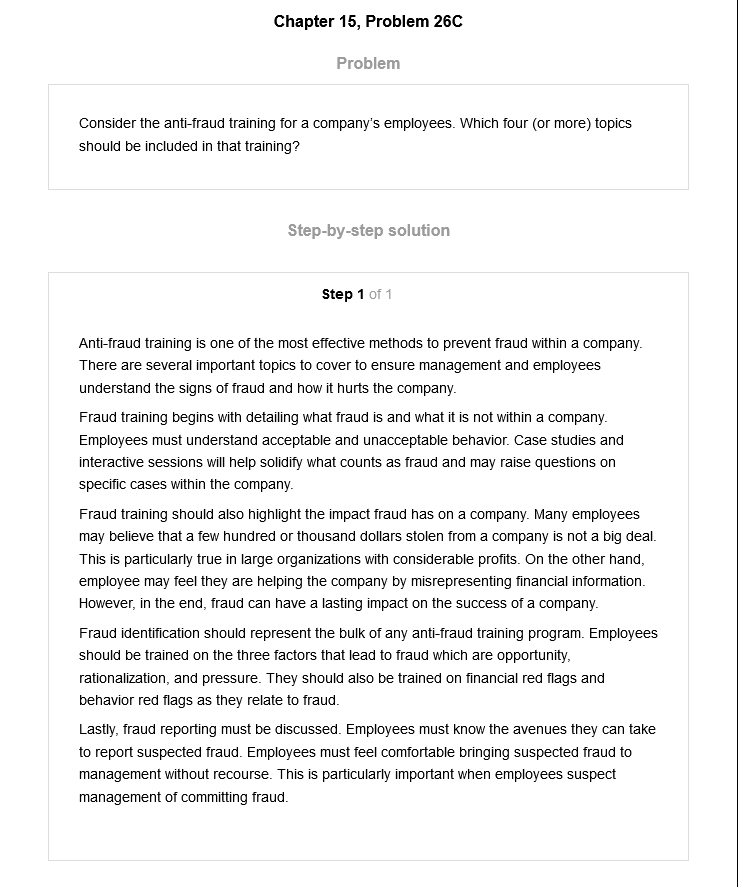 Chapter 15, Problem 26C
Problem
Consider the anti-fraud training for a company's employees. Which four (or more) topics
should be included in that training?
Step-by-step solution
Step 1 of 1
Anti-fraud training is one of the most effective methods to prevent fraud within a company.
There are several important topics to cover to ensure management and employees
understand the signs of fraud and how it hurts the company.
Fraud training begins with detailing what fraud is and what it is not within a company.
Employees must understand acceptable and unacceptable behavior. Case studies and
interactive sessions will help solidify what counts as fraud and may raise questions on
specific cases within the company.
Fraud training should also highlight the impact fraud has on a company. Many employees
may believe that a few hundred or thousand dollars stolen from a company is not a big deal.
This is particularly true in large organizations with considerable profits. On the other hand,
employee may feel they are helping the company by misrepresenting financial information.
However, in the end, fraud can have a lasting impact on the success of a company.
Fraud identification should represent the bulk of any anti-fraud training program. Employees
should be trained on the three factors that lead to fraud which are opportunity,
rationalization, and pressure. They should also be trained on financial red flags and
behavior red flags as they relate to fraud.
Lastly, fraud reporting must be discussed. Employees must know the avenues they can take
to report suspected fraud. Employees must feel comfortable bringing suspected fraud to
management without recourse. This is particularly important when employees suspect
management of committing fraud.